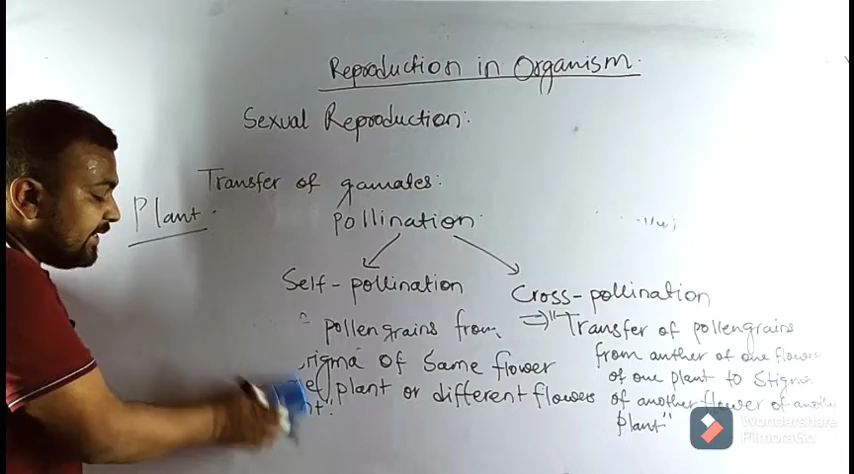 Reproduction in Organism.
Sexual Reproduction:
Transfer of gamates:
Plant.
Pollination
Self-pollination
Cross-pollination
pollengrains from
of Same flower
plant or different flowers
⇒ "Transfer of pollengrains
from anther of one flower
of one plant to Stigma
of another flower of another
plant"
Wondershare
FilmoraGo